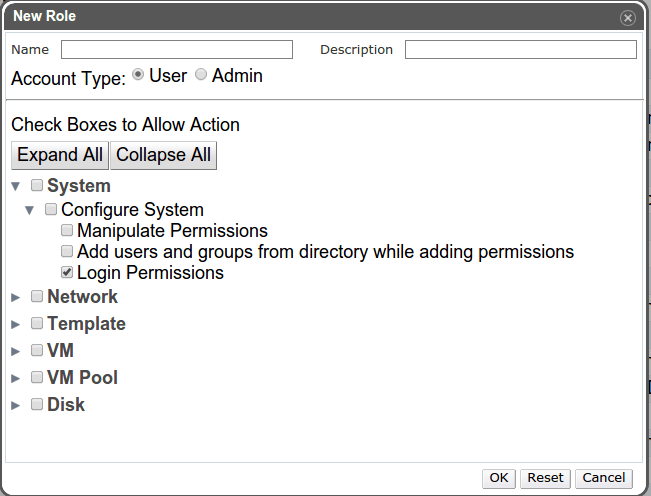 New Role
Name Description
Account Type: User Admin
Check Boxes to Allow Action
Expand All Collapse All
System
Configure System
Manipulate Permissions
Add users and groups from directory while adding permissions
Login Permissions
Network
Template
VM
VM Pool
Disk
OK Reset Cancel